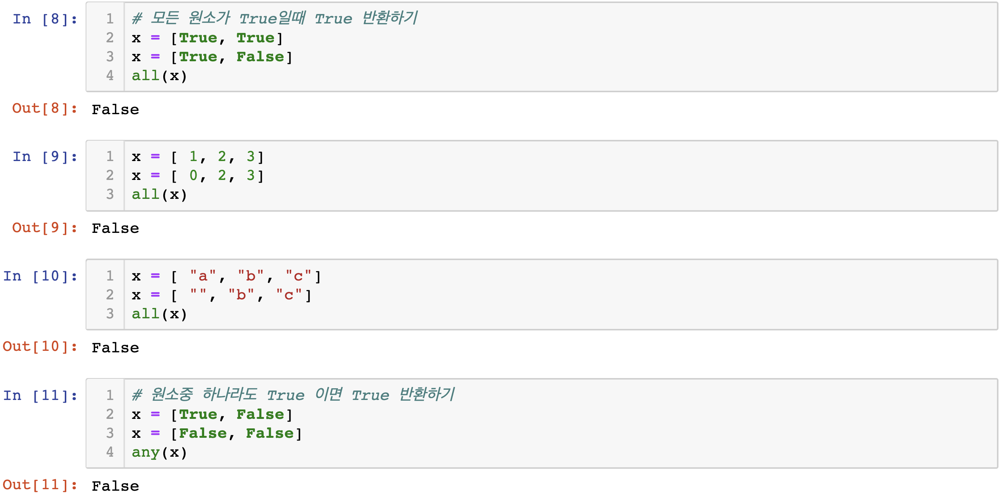 In [8]:
1 # 모든 원소가 True일때 True 반환하기
2 x = [True, True]
3 x = [True, False]
4 all(x)
Out[8]: False
In [9]:
1 x = [ 1, 2, 3]
2 x = [ 0, 2, 3]
3 all(x)
Out[9]: False
In [10]:
1 x = [ "a", "b", "c"]
2 x = [ "", "b", "c"]
3 all(x)
Out[10]: False
In [11]:
1 # 원소중 하나라도 True 이면 True 반환하기
2 x = [True, False]
3 x = [False, False]
4 any(x)
Out[11]: False